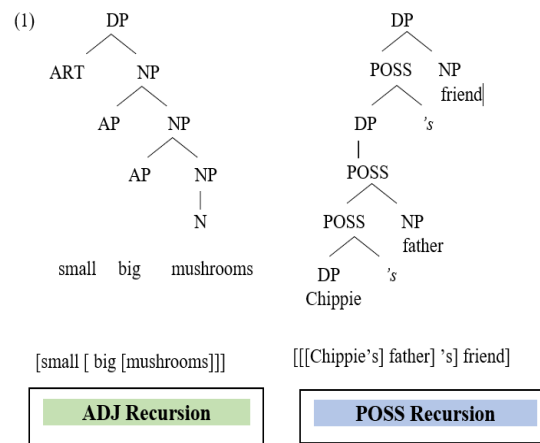 (1)
DP
ART NP
AP NP
AP NP
N
small big mushrooms
[small [ big [mushrooms]]]
ADJ Recursion
DP
POSS NP
friend
DP 's
POSS
POSS NP
father
DP 's
Chippie
[[[Chippie's] father] 's] friend]
POSS Recursion